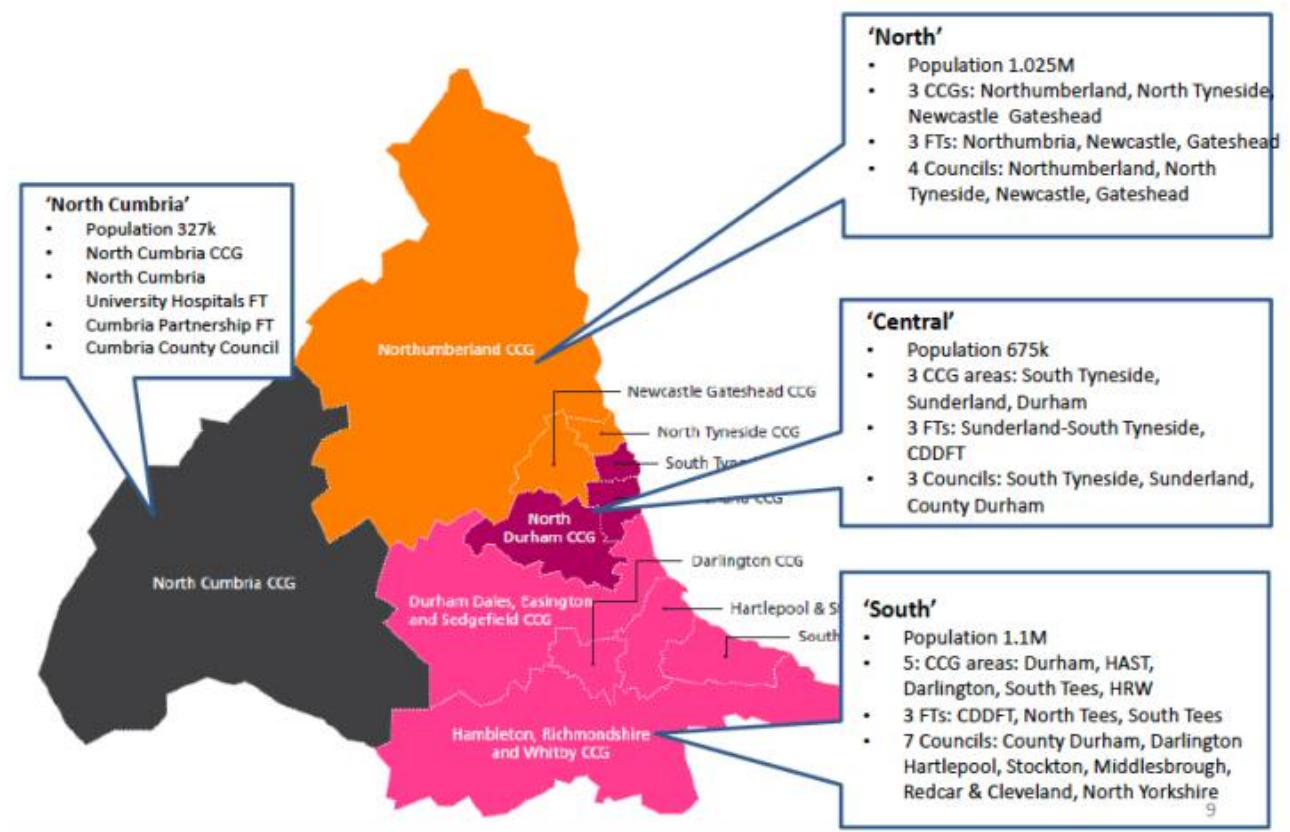 'North'
• Population 1.025M
• 3 CCGs: Northumberland, North Tyneside,
Newcastle Gateshead
• 3 FTs: Northumbria, Newcastle, Gateshead
• 4 Councils: Northumberland, North
Tyneside, Newcastle, Gateshead
'North Cumbria'
• Population 327k
• North Cumbria CCG
• North Cumbria
University Hospitals FT
• Cumbria Partnership FT
• Cumbria County Council
'Central'
• Population 675k
• 3 CCG areas: South Tyneside,
Sunderland, Durham
• 3 FTs: Sunderland-South Tyneside,
CDDFT
• 3 Councils: South Tyneside, Sunderland,
County Durham
Northumberland CCG
Newcastle Gateshead CCG
North Tyneside CCG
South
CCG
North
Durham CCG
Darlington CCG
North Cumbria CCG
Durham Dales, Easington
and Sedgefield CCG
Hartlepool & S
South
Hambleton, Richmondshire
and Whitby CCG
'South'
• Population 1.1M
• 5: CCG areas: Durham, HAST,
Darlington, South Tees, HRW
• 3 FTs: CDDFT, North Tees, South Tees
• 7 Councils: County Durham, Darlington
Hartlepool, Stockton, Middlesbrough,
Redcar & Cleveland, North Yorkshire
9